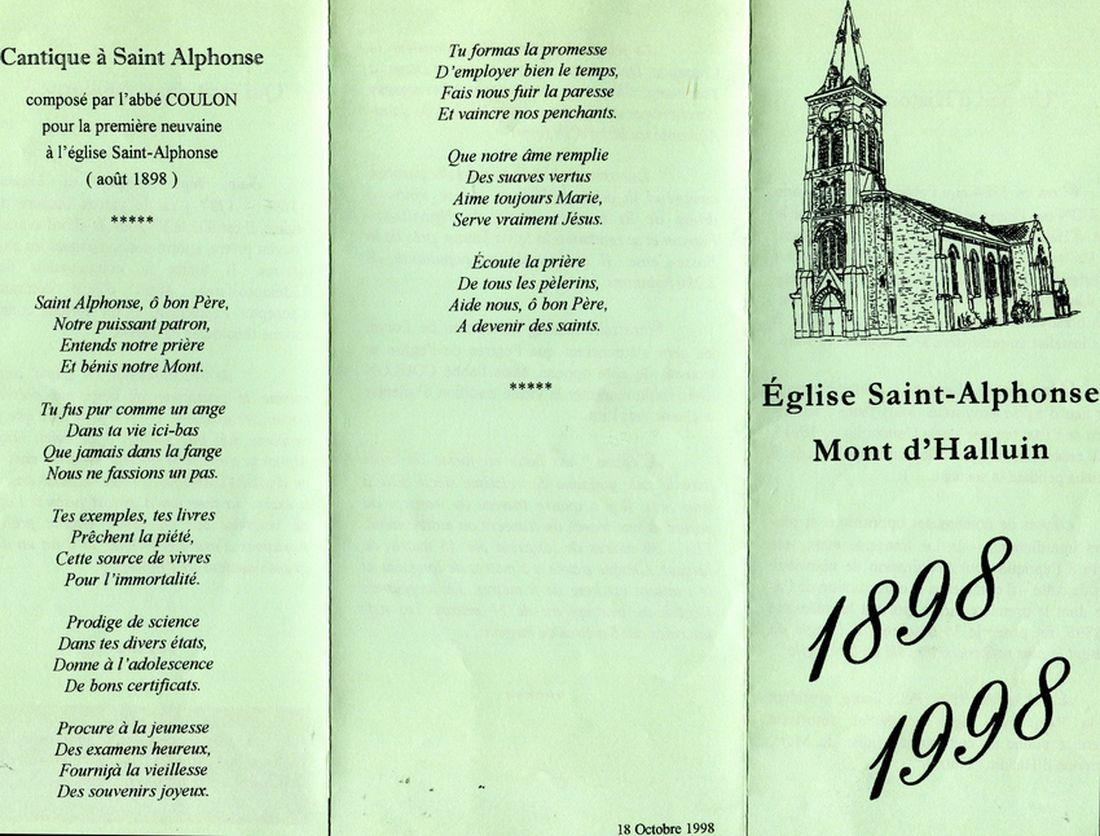 Cantique à Saint Alphonse
composé par l'abbé COULON
pour la première neuvaine
à l'église Saint-Alphonse
( août 1898 )
*****
Saint Alphonse, ô bon Père,
Notre puissant patron,
Entends notre prière
Et bénis notre Mont.
Tu fus pur comme un ange
Dans ta vie ici-bas
Que jamais dans la fange
Nous ne fassions un pas.
Tes exemples, tes livres
Prêchent la piété,
Cette source de vivres
Pour l'immortalité.
Prodige de science
Dans tes divers états,
Donne à l'adolescence
De bons certificats.
Procure à la jeunesse
Des examens heureux,
Fournis à la vieillesse
Des souvenirs joyeux.
Tu formas la promesse
D'employer bien le temps,
Fais nous fuir la paresse
Et vaincre nos penchants.
Que notre âme remplie
Des suaves vertus
Aime toujours Marie,
Serve vraiment Jésus.
Écoute la prière
De tous les pèlerins,
Aide nous, ô bon Père,
A devenir des saints.
*****
18 Octobre 1998
Église Saint-Alphonse
Mont d'Halluin
1898
1998